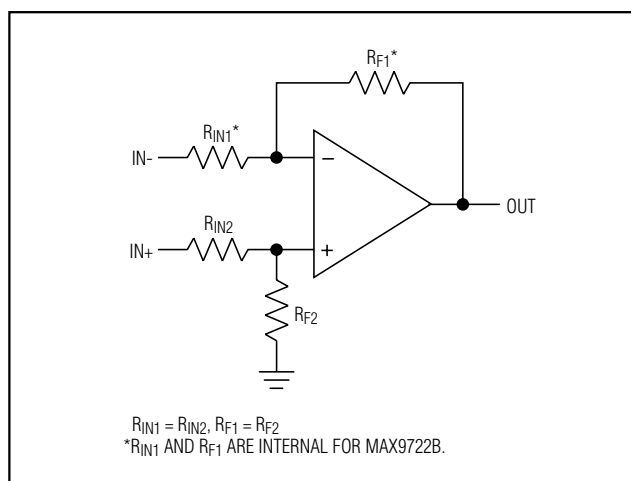 RF1*
RIN1*
IN-
−
OUT
RIN2
IN+
+
RF2
RIN1 = RIN2, RF1 = RF2
*RIN1 AND RF1 ARE INTERNAL FOR MAX9722B.